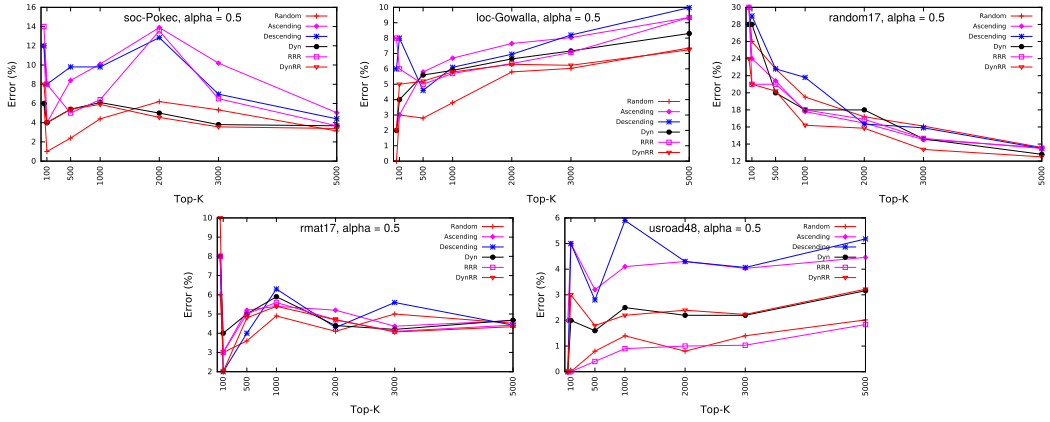 soc-Pokec, alpha = 0.5
Random
Ascending
Descending
Dyn
RRR
DynRR
Error (%)
16
14
12
10
8
6
4
2
0
100
500
1000
2000
3000
5000
Top-K
loc-Gowalla, alpha = 0.5
Random
Ascending
Descending
Dyn
RRR
DynRR
Error (%)
10
9
8
7
6
5
4
3
2
1
0
100
500
1000
2000
3000
5000
Top-K
random17, alpha = 0.5
Random
Ascending
Descending
Dyn
RRR
DynRR
Error (%)
30
28
26
24
22
20
18
16
14
12
100
500
1000
2000
3000
5000
Top-K
rmat17, alpha = 0.5
Random
Ascending
Descending
Dyn
RRR
DynRR
Error (%)
10
9
8
7
6
5
4
3
2
100
500
1000
2000
3000
5000
Top-K
usroad48, alpha = 0.5
Random
Ascending
Descending
Dyn
RRR
DynRR
Error (%)
6
5
4
3
2
1
0
100
500
1000
2000
3000
5000
Top-K